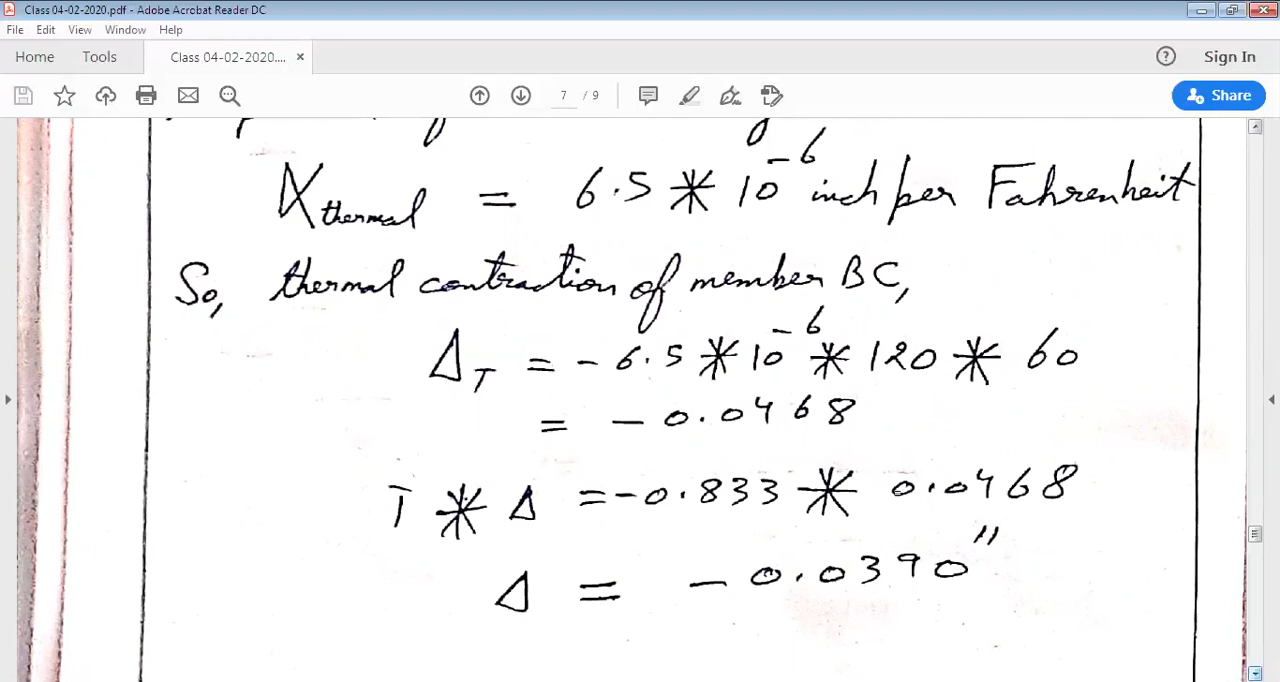 Class 04-02-2020.pdf - Adobe Acrobat Reader DC
File Edit View Window Help
Home Tools Class 04-02-2020.... × ? Sign In
7 / 9 Share
∝thermal = 6.5 * 10^-6 inch per Fahrenheit
So, thermal contraction of member BC,
Δ_T = - 6.5 * 10^-6 * 120 * 60
= - 0.0468
1 * Δ = -0.833 * 0.0468
Δ = - 0.0390"